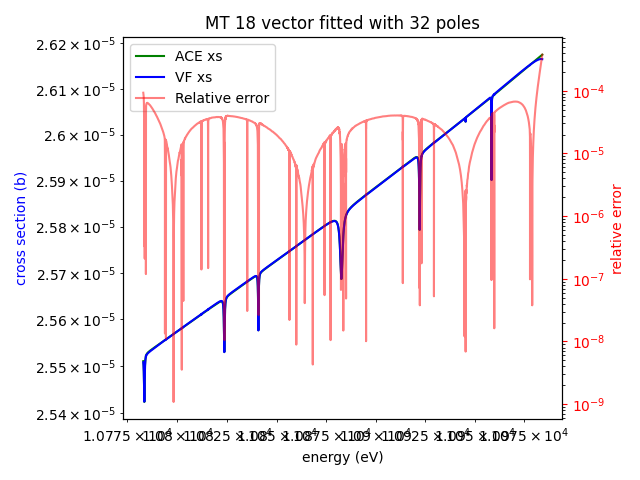 MT 18 vector fitted with 32 poles
ACE xs
VF xs
Relative error
2.62 × 10⁻⁵
2.61 × 10⁻⁵
2.6 × 10⁻⁵
2.59 × 10⁻⁵
2.58 × 10⁻⁵
2.57 × 10⁻⁵
2.56 × 10⁻⁵
2.55 × 10⁻⁵
2.54 × 10⁻⁵
cross section (b)
10⁻⁴
10⁻⁵
10⁻⁶
10⁻⁷
10⁻⁸
10⁻⁹
relative error
energy (eV)